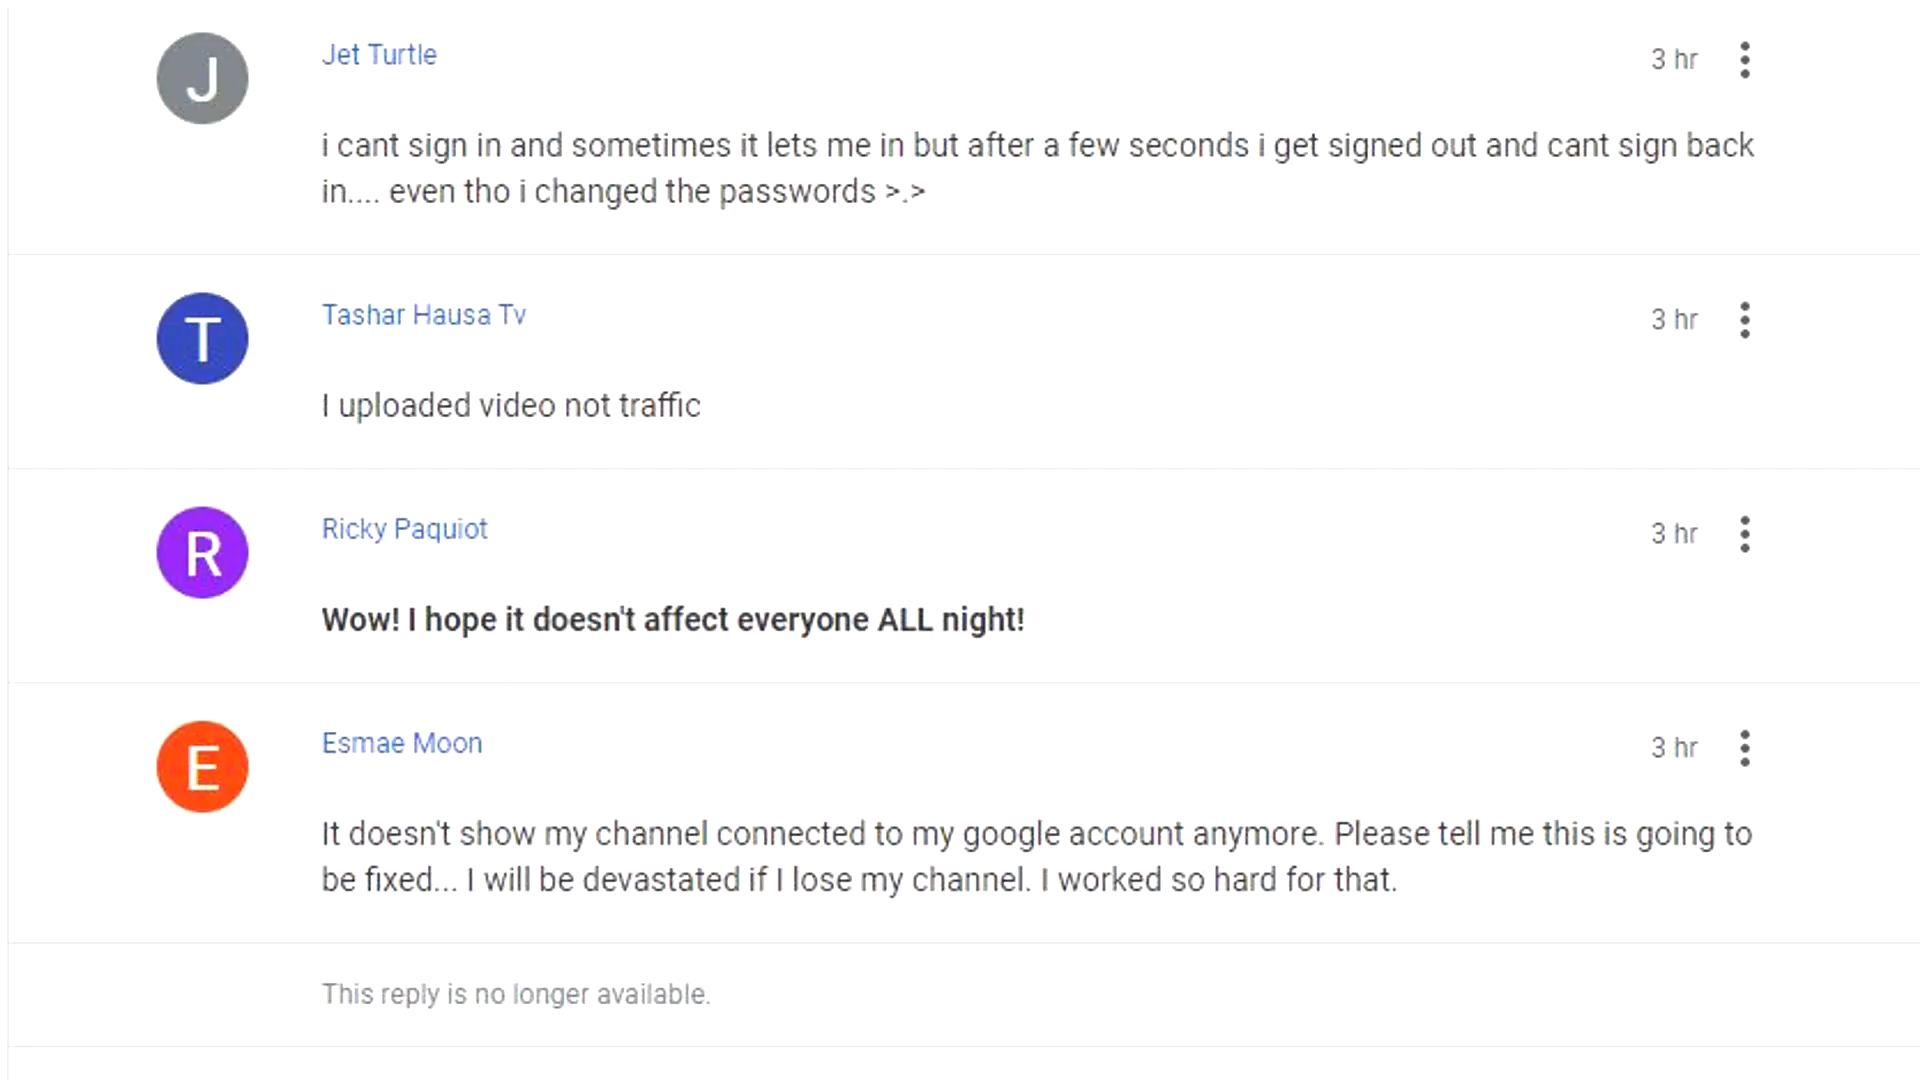 J
Jet Turtle
3 hr
i cant sign in and sometimes it lets me in but after a few seconds i get signed out and cant sign back
in.... even tho i changed the passwords >.>
T
Tashar Hausa Tv
3 hr
I uploaded video not traffic
R
Ricky Paquiot
3 hr
Wow! I hope it doesn't affect everyone ALL night!
E
Esmae Moon
3 hr
It doesn't show my channel connected to my google account anymore. Please tell me this is going to
be fixed... I will be devastated if I lose my channel. I worked so hard for that.
This reply is no longer available.